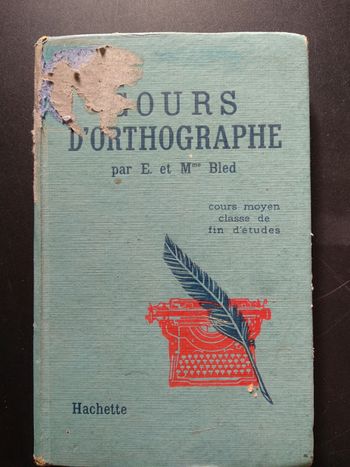 COURS
D'ORTHOGRAPHE
par E. et Mme Bled
cours moyen
classe de
fin d'études
Hachette